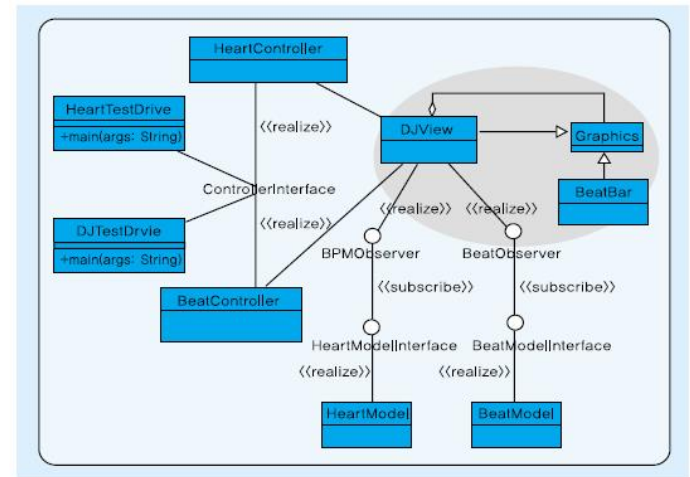 HeartController
HeartTestDrive
+main(args: String)
《realize》
DJView
Graphics
ControllerInterface
BeatBar
DJTestDrvie
+main(args: String)
《realize》
《realize》
《realize》
BPMObserver
BeatObserver
BeatController
《subscribe》
《subscribe》
HeartModelInterface
BeatModelInterface
《realize》
《realize》
HeartModel
BeatModel